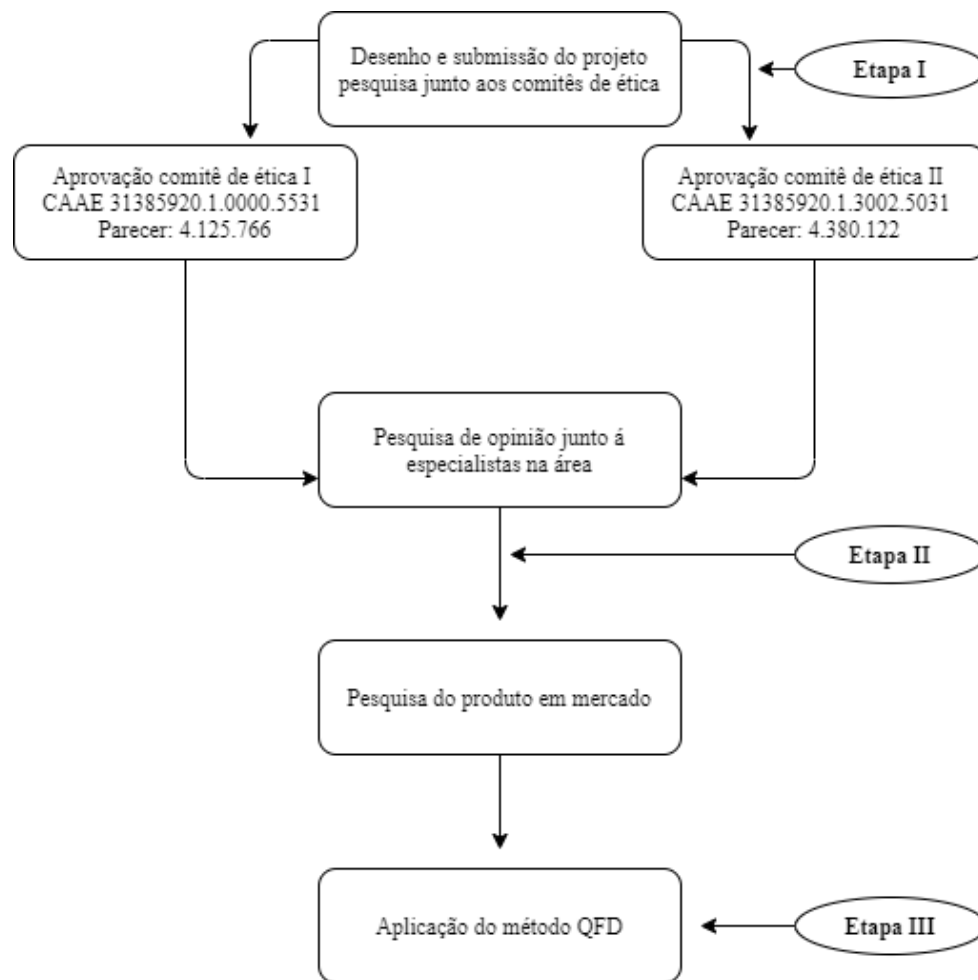 Desenho e submissão do projeto
pesquisa junto aos comitês de ética
Etapa I
Aprovação comitê de ética I
CAAE 31385920.1.0000.5531
Parecer: 4.125.766
Aprovação comitê de ética II
CAAE 31385920.1.3002.5031
Parecer: 4.380.122
Pesquisa de opinião junto á
especialistas na área
Etapa II
Pesquisa do produto em mercado
Aplicação do método QFD
Etapa III